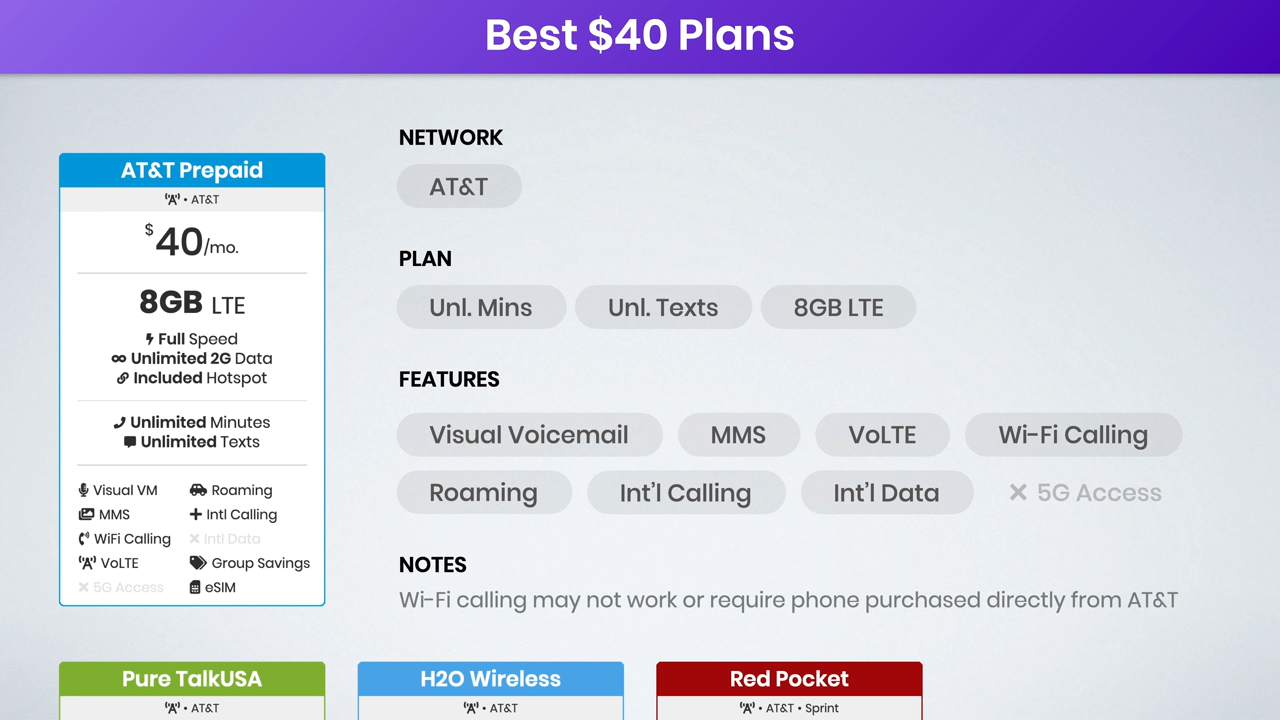 Best $40 Plans
AT&T Prepaid
• AT&T
$40/mo.
8GB LTE
Full Speed
Unlimited 2G Data
Included Hotspot
Unlimited Minutes
Unlimited Texts
Visual VM
Roaming
MMS
Intl Calling
WiFi Calling
Intl Data
VoLTE
Group Savings
5G Access
eSIM
NETWORK
AT&T
PLAN
Unl. Mins Unl. Texts 8GB LTE
FEATURES
Visual Voicemail MMS VoLTE Wi-Fi Calling
Roaming Int'l Calling Int'l Data × 5G Access
NOTES
Wi-Fi calling may not work or require phone purchased directly from AT&T
Pure TalkUSA
• AT&T
H2O Wireless
• AT&T
Red Pocket
• AT&T • Sprint